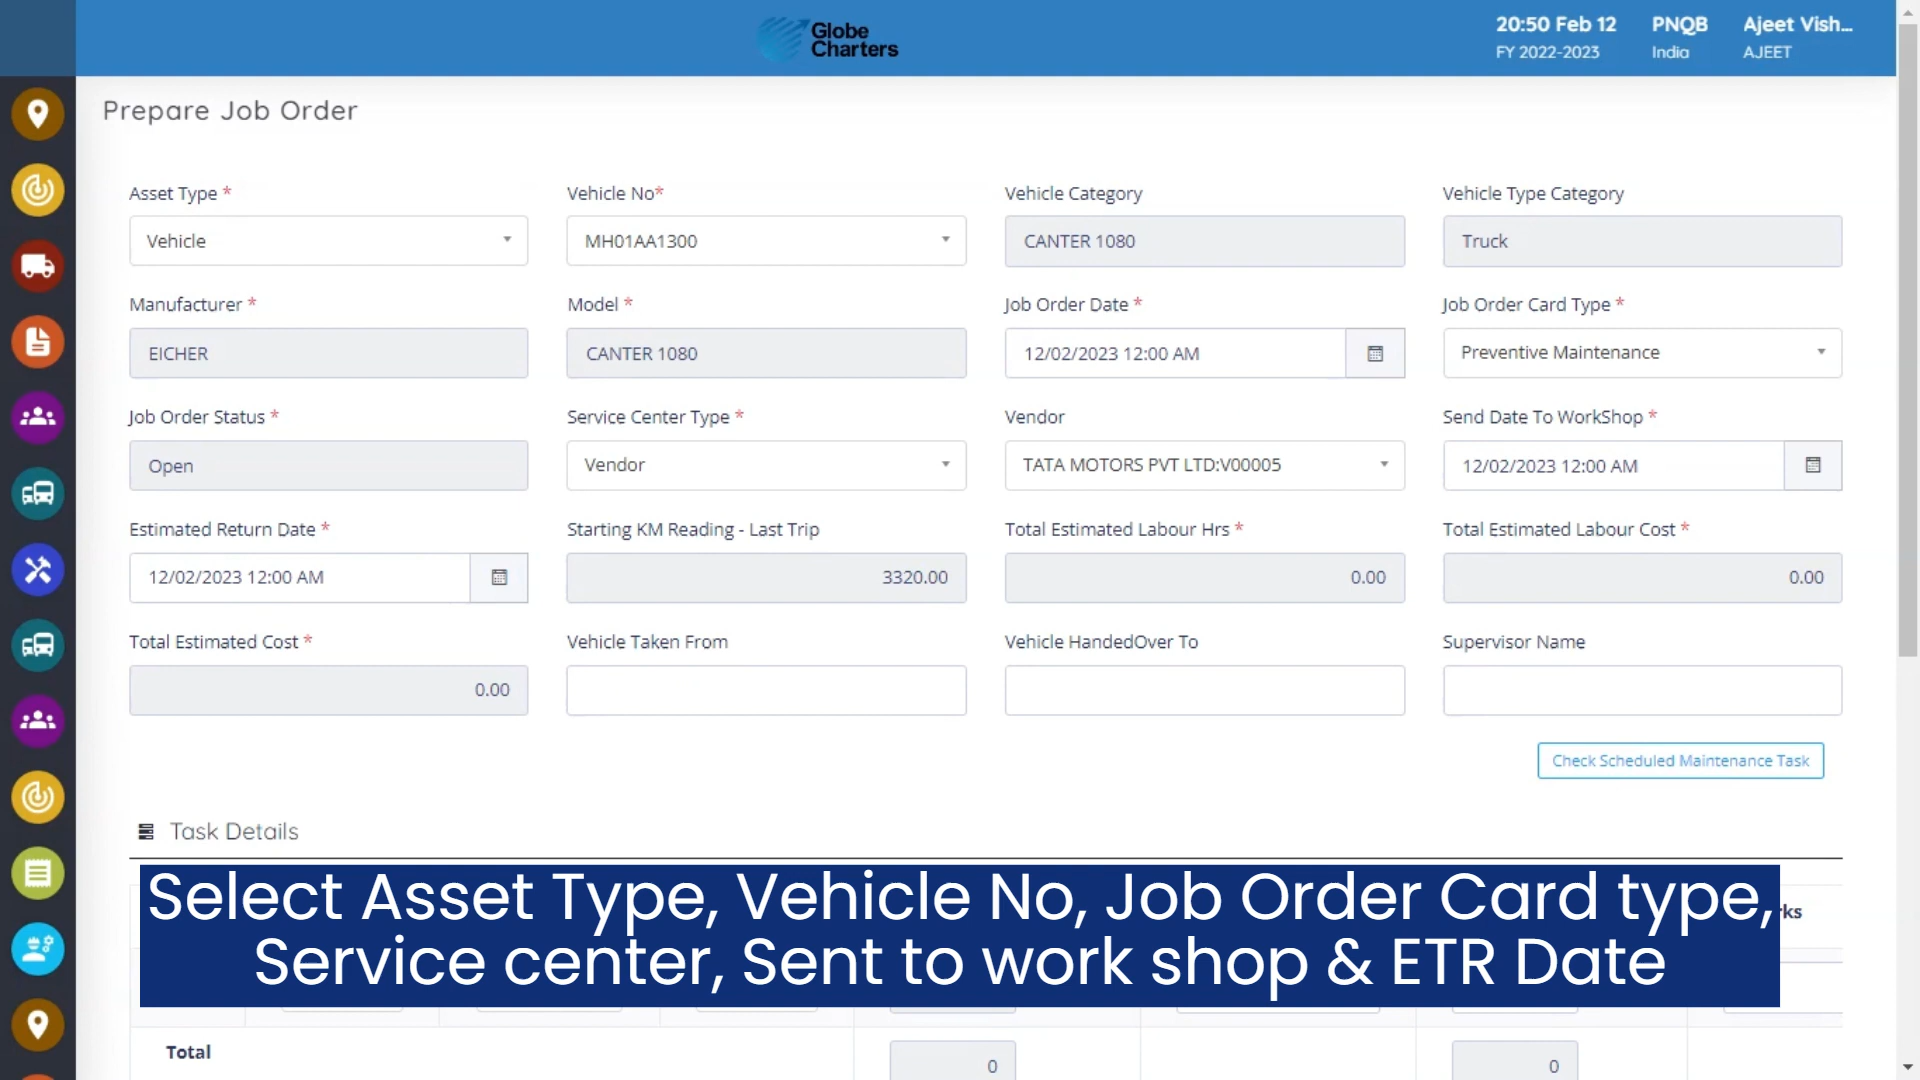 Globe
Charters
20:50 Feb 12 PNQB Ajeet Vish...
FY 2022-2023 India AJEET
Prepare Job Order
Asset Type * Vehicle No* Vehicle Category Vehicle Type Category
Vehicle MH01AA1300 CANTER 1080 Truck
Manufacturer * Model * Job Order Date * Job Order Card Type *
EICHER CANTER 1080 12/02/2023 12:00 AM Preventive Maintenance
Job Order Status * Service Center Type * Vendor Send Date To WorkShop *
Open Vendor TATA MOTORS PVT LTD:V00005 12/02/2023 12:00 AM
Estimated Return Date * Starting KM Reading - Last Trip Total Estimated Labour Hrs * Total Estimated Labour Cost *
12/02/2023 12:00 AM 3320.00 0.00 0.00
Total Estimated Cost * Vehicle Taken From Vehicle HandedOver To Supervisor Name
0.00
Check Scheduled Maintenance Task
Task Details
Select Asset Type, Vehicle No, Job Order Card type,
Service center, Sent to work shop & ETR Date
Total 0 0